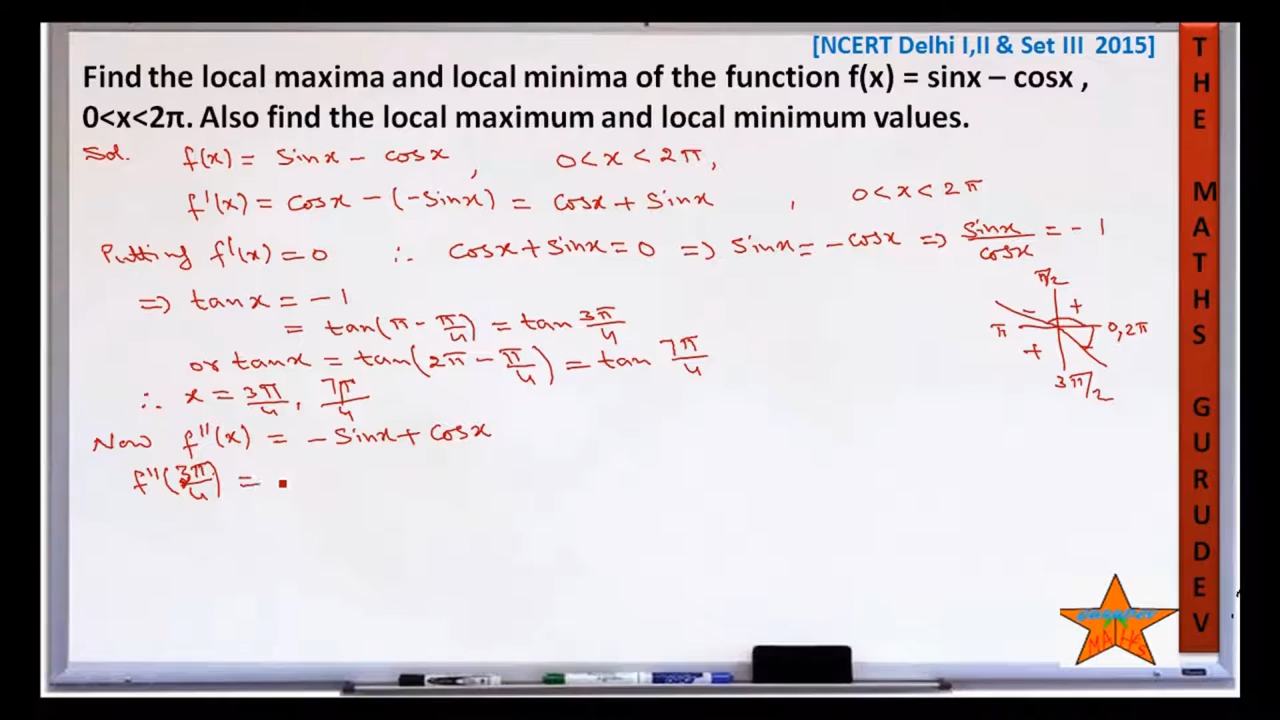 [NCERT Delhi I,II & Set III 2015]
Find the local maxima and local minima of the function f(x) = sinx – cosx ,
0<x<2π. Also find the local maximum and local minimum values.
Sol. f(x) = sinx - cosx, 0<x<2π,
f'(x) = cosx - (-sinx) = cosx + sinx, 0<x<2π
Putting f'(x)=0 ∴ cosx + sinx = 0 => sinx = -cosx => sinx/cosx = -1
=> tanx = -1
= tan(π - π/4) = tan 3π/4
or tanx = tan(2π - π/4) = tan 7π/4
∴ x = 3π/4, 7π/4
Now f''(x) = - sinx + cosx
f''(3π/4) =
π/2
- +
π 0,2π
+
3π/2
THE MATHS GURUDEV
MATHS